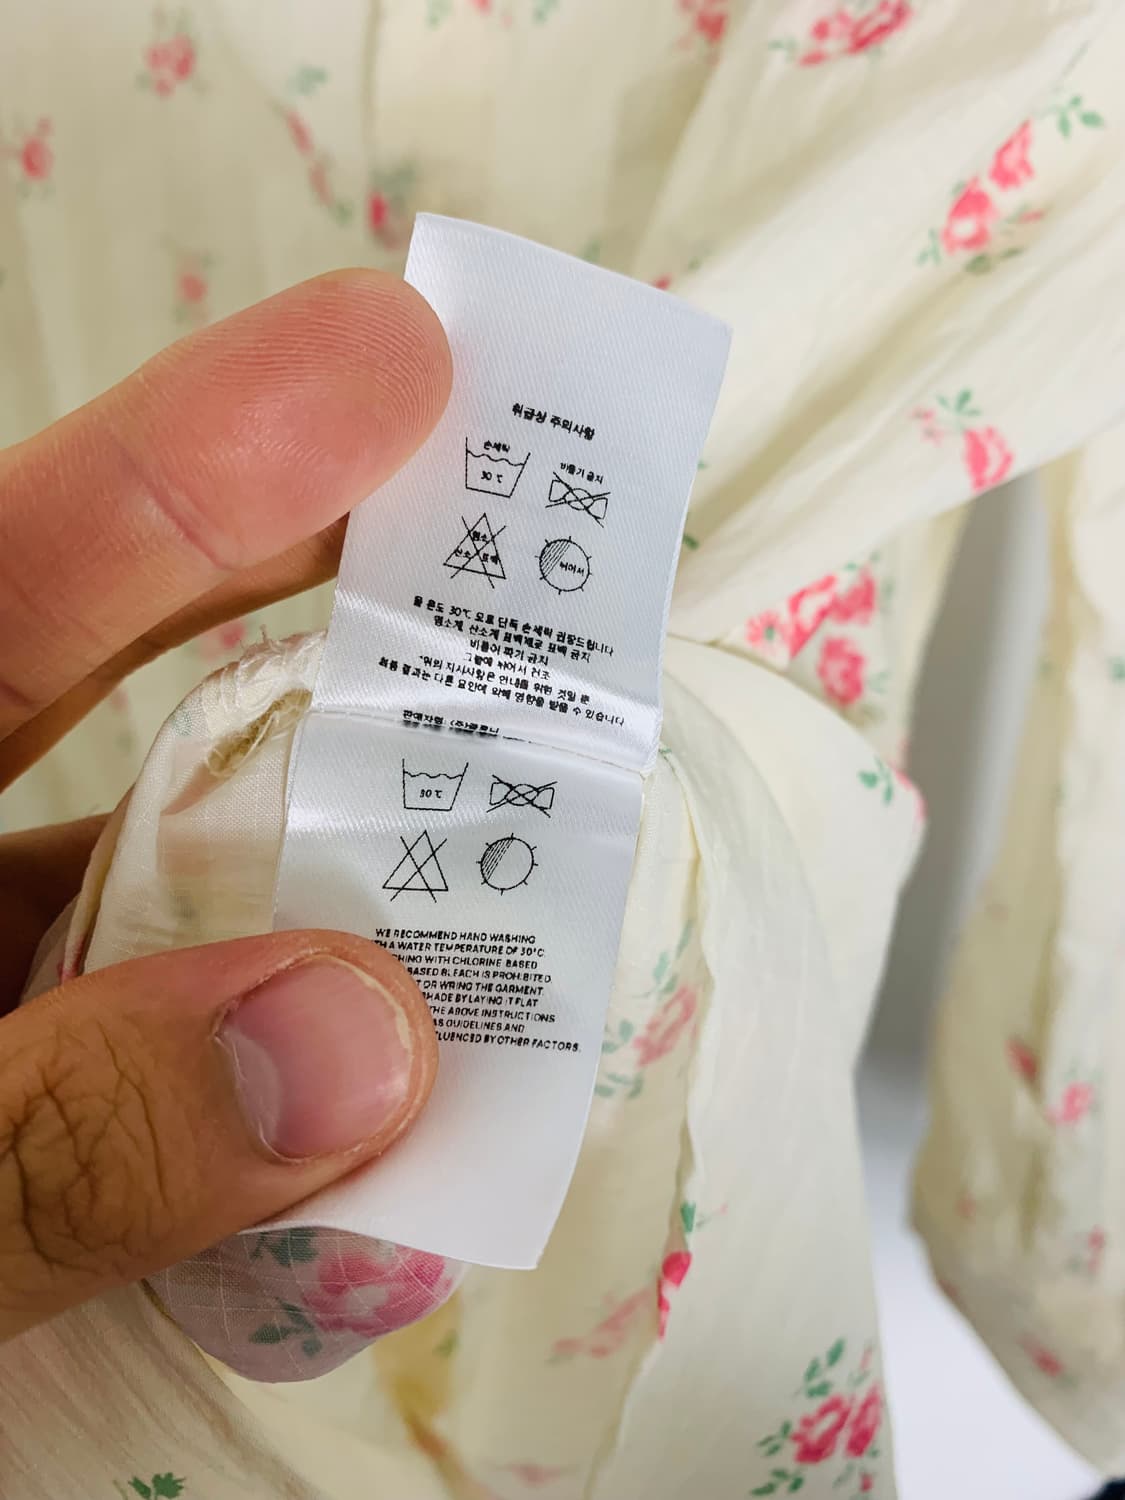 취급상 주의사항
손세탁
30℃
비틀기 금지
염소
산소 표백
뉘어서
물 온도 30℃ 으로 단독 손세탁 권장드립니다
염소계, 산소계 표백제로 표백 금지
비틀어 짜기 금지
그늘에 뉘어서 건조
*위의 지시사항은 안내를 위한 것일 뿐
최종 결과는 다른 요인에 의해 영향을 받을 수 있습니다
30℃
WE RECOMMEND HAND WASHING
A WATER TEMPERATURE OF 30°C.
WITH CHLORINE BASED
BASED BLEACH IS PROHIBITED.
OR WRING THE GARMENT.
BY LAYING IT FLAT
THE ABOVE INSTRUCTIONS
GUIDELINES AND
BY OTHER FACTORS.